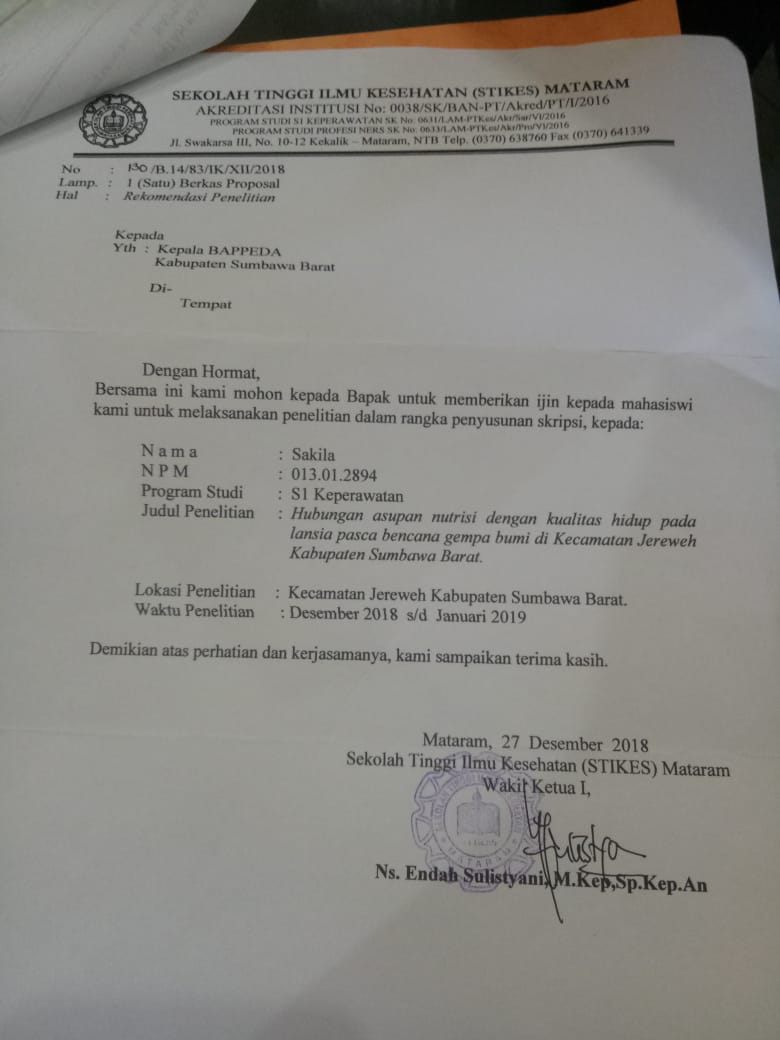 SEKOLAH TINGGI ILMU KESEHATAN (STIKES) MATARAM
AKREDITASI INSTITUSI No: 0038/SK/BAN-PT/Akred/PT/I/2016
PROGRAM STUDI S1 KEPERAWATAN SK No: 0631/LAM-PTKes/Akr/Sar/VI/2016
PROGRAM STUDI PROFESI NERS SK No: 0633/LAM-PTKes/Akr/Pro/VI/2016
Jl. Swakarsa III, No. 10-12 Kekalik – Mataram, NTB Telp. (0370) 638760 Fax (0370) 641339
No : 130 /B.14/83/IK/XII/2018
Lamp. : 1 (Satu) Berkas Proposal
Hal : Rekomendasi Penelitian
Kepada
Yth : Kepala BAPPEDA
Kabupaten Sumbawa Barat
Di-
Tempat
Dengan Hormat,
Bersama ini kami mohon kepada Bapak untuk memberikan ijin kepada mahasiswi
kami untuk melaksanakan penelitian dalam rangka penyusunan skripsi, kepada:
N a m a : Sakila
N P M : 013.01.2894
Program Studi : S1 Keperawatan
Judul Penelitian : Hubungan asupan nutrisi dengan kualitas hidup pada
lansia pasca bencana gempa bumi di Kecamatan Jereweh
Kabupaten Sumbawa Barat.
Lokasi Penelitian : Kecamatan Jereweh Kabupaten Sumbawa Barat.
Waktu Penelitian : Desember 2018 s/d Januari 2019
Demikian atas perhatian dan kerjasamanya, kami sampaikan terima kasih.
Mataram, 27 Desember 2018
Sekolah Tinggi Ilmu Kesehatan (STIKES) Mataram
Wakil Ketua I,
MATARAM
Ns. Endah Sulistyani, M.Kep,Sp.Kep.An